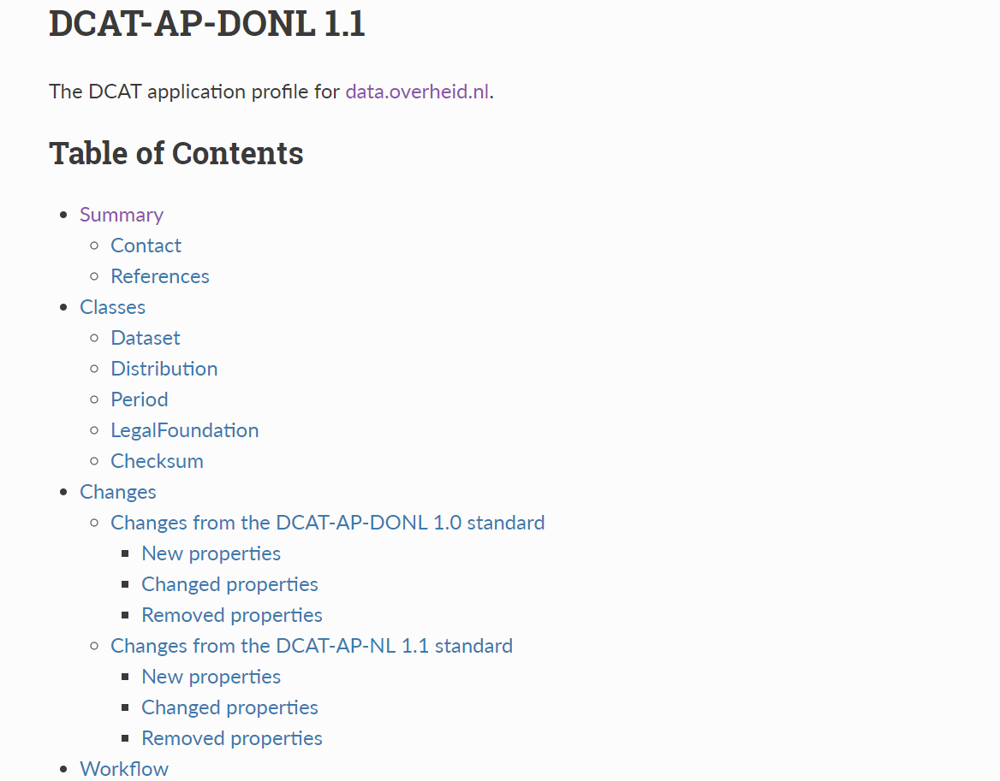 DCAT-AP-DONL 1.1
The DCAT application profile for data.overheid.nl.
Table of Contents
Summary
Contact
References
Classes
Dataset
Distribution
Period
LegalFoundation
Checksum
Changes
Changes from the DCAT-AP-DONL 1.0 standard
New properties
Changed properties
Removed properties
Changes from the DCAT-AP-NL 1.1 standard
New properties
Changed properties
Removed properties
Workflow